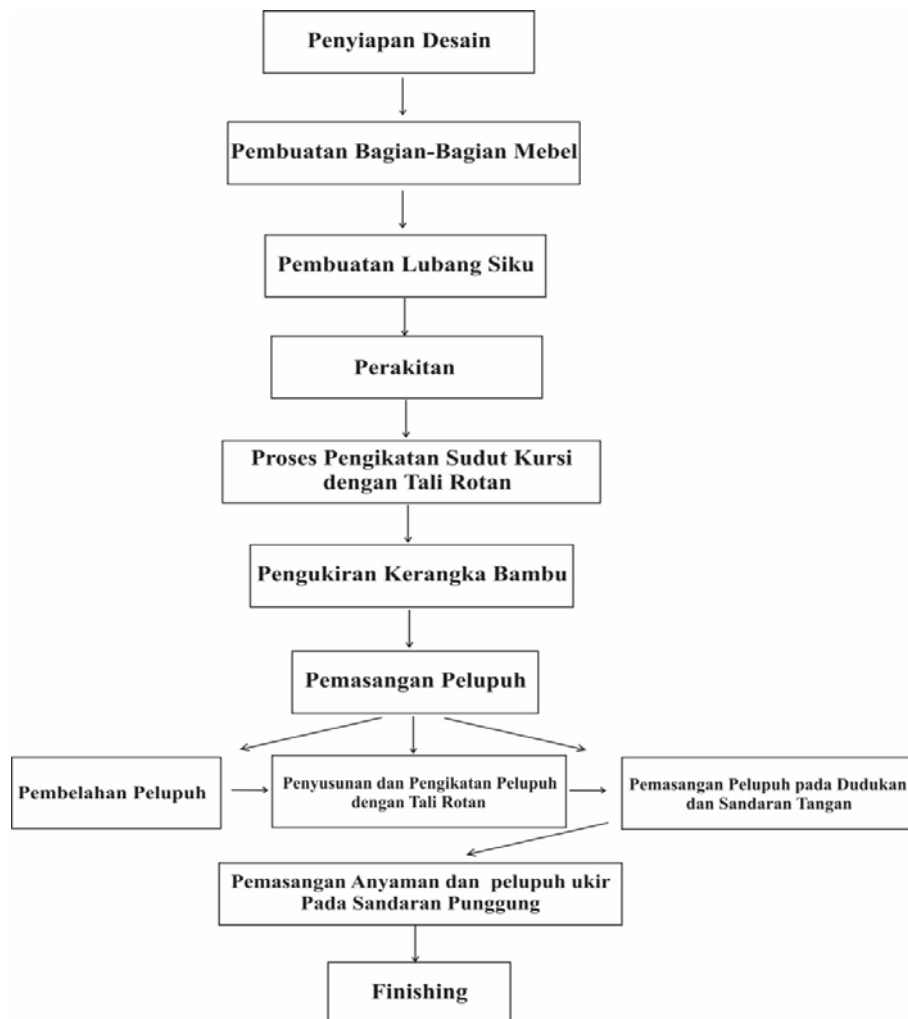 Penyiapan Desain
Pembuatan Bagian-Bagian Mebel
Pembuatan Lubang Siku
Perakitan
Proses Pengikatan Sudut Kursi
dengan Tali Rotan
Pengukiran Kerangka Bambu
Pemasangan Pelupuh
Pembelahan Pelupuh
Penyusunan dan Pengikatan Pelupuh
dengan Tali Rotan
Pemasangan Pelupuh pada Dudukan
dan Sandaran Tangan
Pemasangan Anyaman dan pelupuh ukir
Pada Sandaran Punggung
Finishing